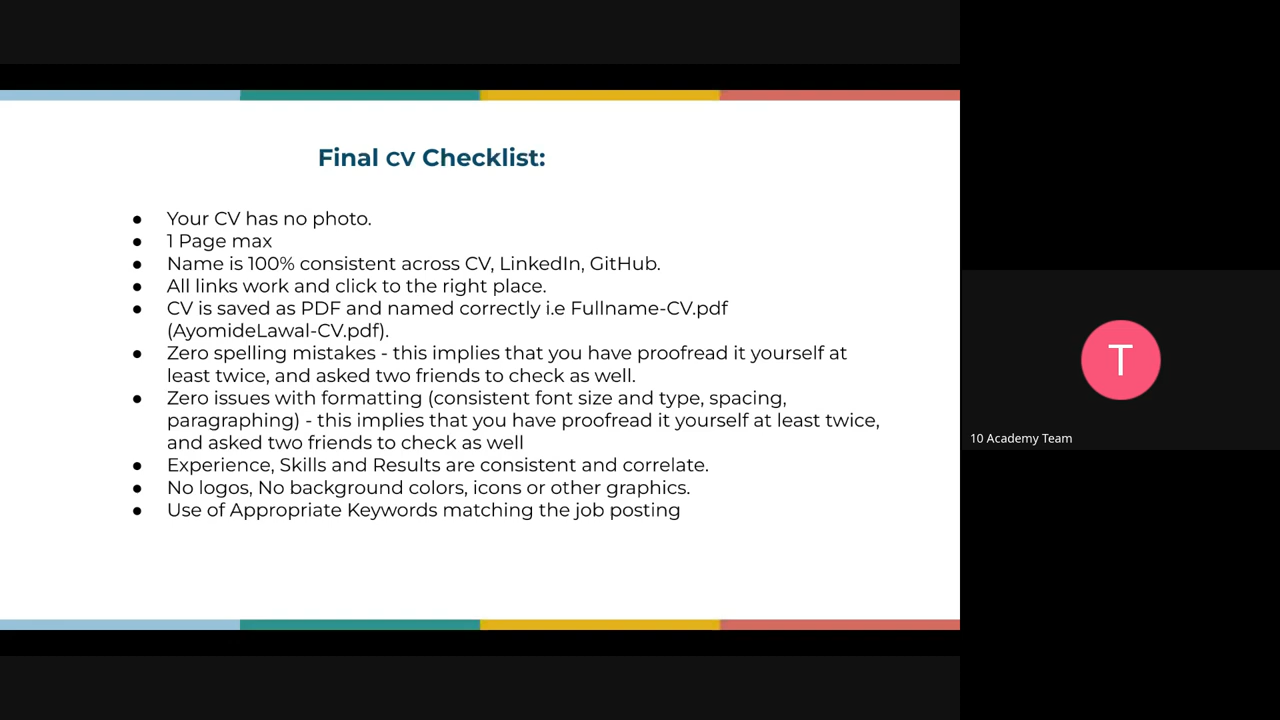 Final CV Checklist:
● Your CV has no photo.
● 1 Page max
● Name is 100% consistent across CV, LinkedIn, GitHub.
● All links work and click to the right place.
● CV is saved as PDF and named correctly i.e Fullname-CV.pdf
(AyomideLawal-CV.pdf).
● Zero spelling mistakes - this implies that you have proofread it yourself at
least twice, and asked two friends to check as well.
● Zero issues with formatting (consistent font size and type, spacing,
paragraphing) - this implies that you have proofread it yourself at least twice,
and asked two friends to check as well
● Experience, Skills and Results are consistent and correlate.
● No logos, No background colors, icons or other graphics.
● Use of Appropriate Keywords matching the job posting
T
10 Academy Team